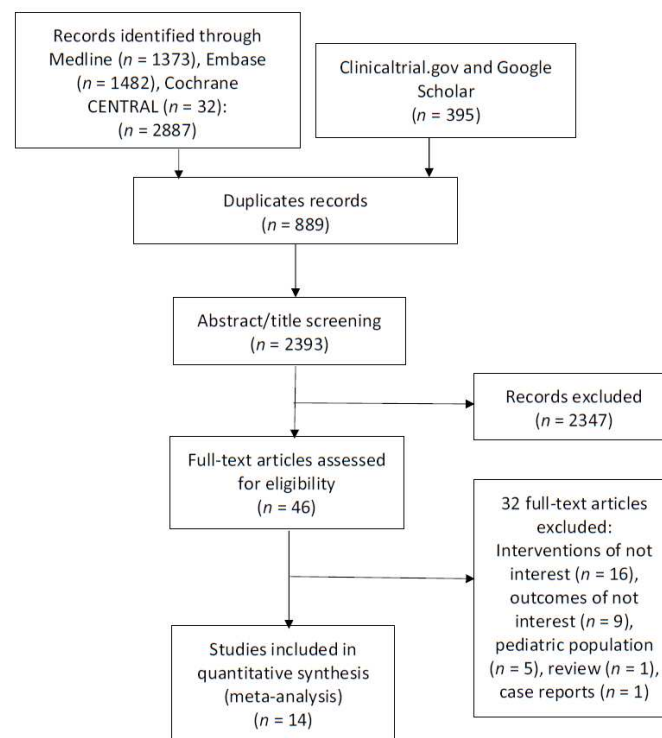 Records identified through
Medline (n = 1373), Embase
(n = 1482), Cochrane
CENTRAL (n = 32):
(n = 2887)
Clinicaltrial.gov and Google
Scholar
(n = 395)
Duplicates records
(n = 889)
Abstract/title screening
(n = 2393)
Records excluded
(n = 2347)
Full-text articles assessed
for eligibility
(n = 46)
32 full-text articles
excluded:
Interventions of not
interest (n = 16),
outcomes of not
interest (n = 9),
pediatric population
(n = 5), review (n = 1),
case reports (n = 1)
Studies included in
quantitative synthesis
(meta-analysis)
(n = 14)